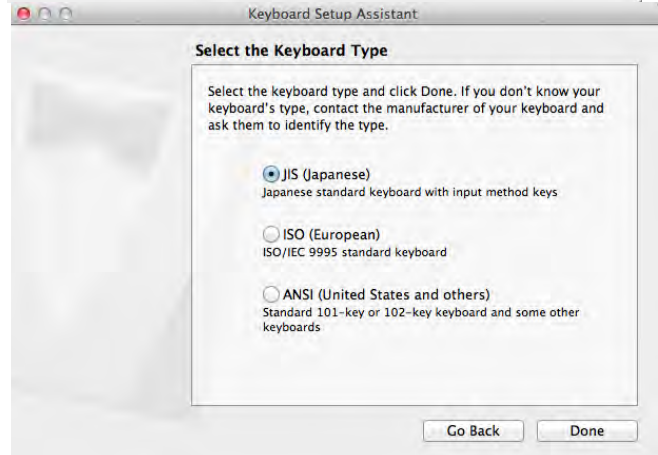 Keyboard Setup Assistant
Select the Keyboard Type
Select the keyboard type and click Done. If you don't know your
keyboard's type, contact the manufacturer of your keyboard and
ask them to identify the type.
JIS (Japanese)
Japanese standard keyboard with input method keys
ISO (European)
ISO/IEC 9995 standard keyboard
ANSI (United States and others)
Standard 101-key or 102-key keyboard and some other
keyboards
Go Back
Done